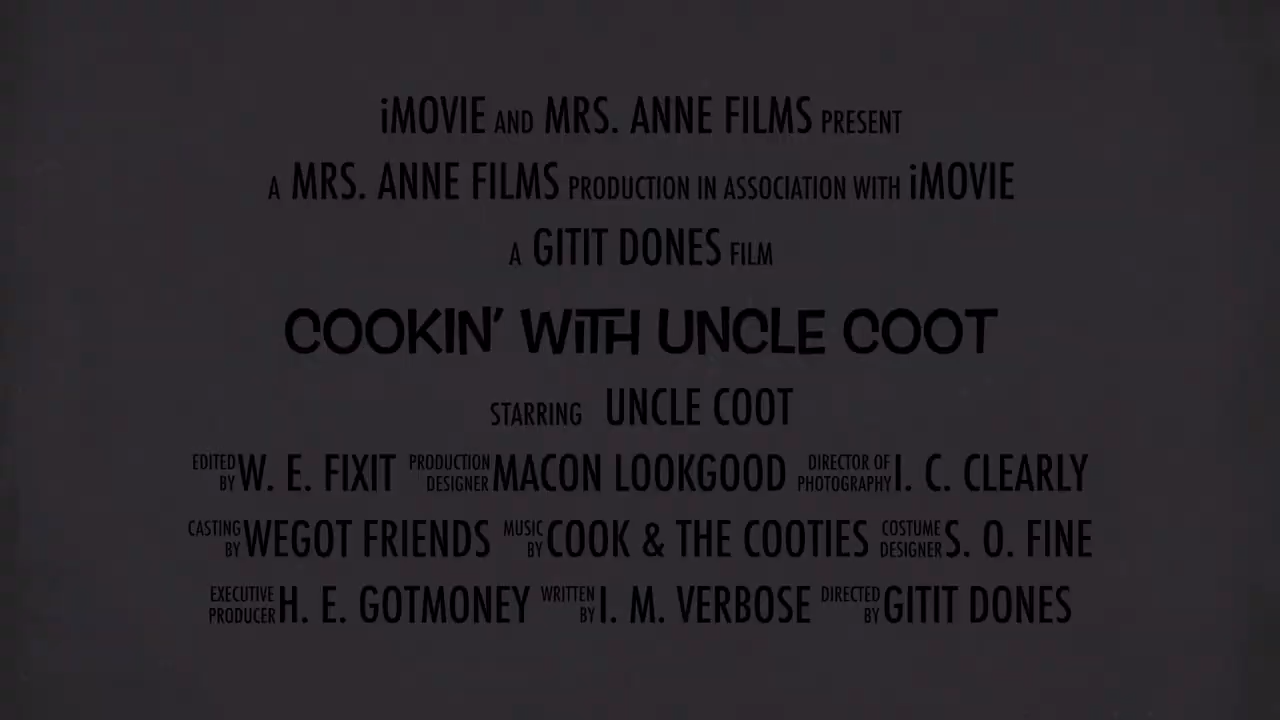 iMOVIE AND MRS. ANNE FILMS PRESENT
A MRS. ANNE FILMS PRODUCTION IN ASSOCIATION WITH iMOVIE
A GITIT DONES FILM
COOKIN' WiTH UNCLE COOT
STARRING UNCLE COOT
EDITED BY W. E. FIXIT PRODUCTION DESIGNER MACON LOOKGOOD DIRECTOR OF PHOTOGRAPHY I. C. CLEARLY
CASTING BY WEGOT FRIENDS MUSIC BY COOK & THE COOTIES COSTUME DESIGNER S. O. FINE
EXECUTIVE PRODUCER H. E. GOTMONEY WRITTEN BY I. M. VERBOSE DIRECTED BY GITIT DONES